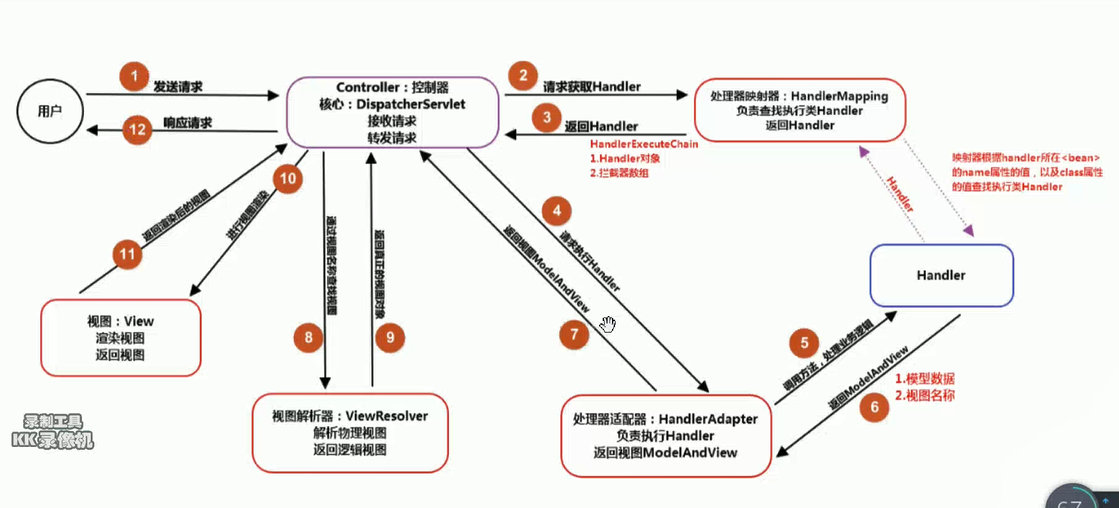 1
发送请求
用户
12
响应请求
Controller：控制器
核心：DispatcherServlet
接收请求
转发请求
2
请求获取Handler
3
返回Handler
HandlerExecuteChain
1.Handler对象
2.拦截器数组
处理器映射器：HandlerMapping
负责查找执行类Handler
返回Handler
映射器根据handler所在<bean>
的name属性的值，以及class属性
的值查找执行类Handler
Handler
Handler
4
请求执行Handler
5
调用方法，处理业务逻辑
6
返回ModelAndView
1.模型数据
2.视图名称
处理器适配器：HandlerAdapter
负责执行Handler
返回视图ModelAndView
7
返回视图ModelAndView
8
通过视图名称查找视图
9
返回真正的视图对象
视图解析器：ViewResolver
解析物理视图
返回逻辑视图
10
进行视图渲染
11
返回渲染后的视图
视图：View
渲染视图
返回视图
录制工具
KK录像机